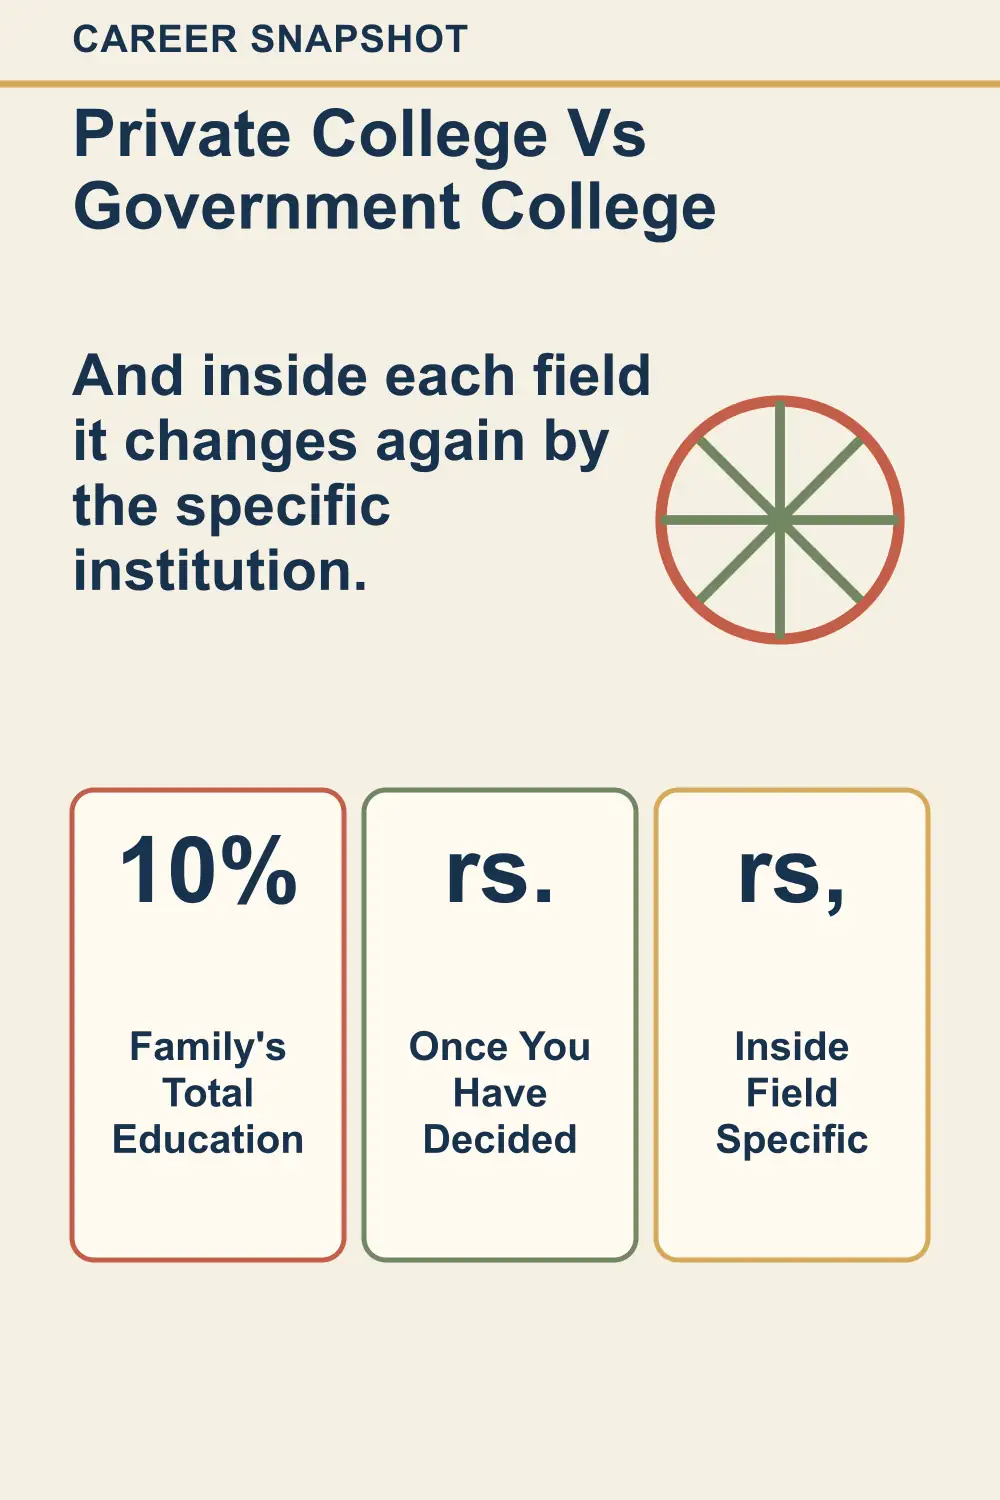 CAREER SNAPSHOT
Private College Vs
Government College
And inside each field
it changes again by
the specific
institution.
10%
rs.
rs,
Family's
Total
Education
Once You
Have
Decided
Inside
Field
Specific